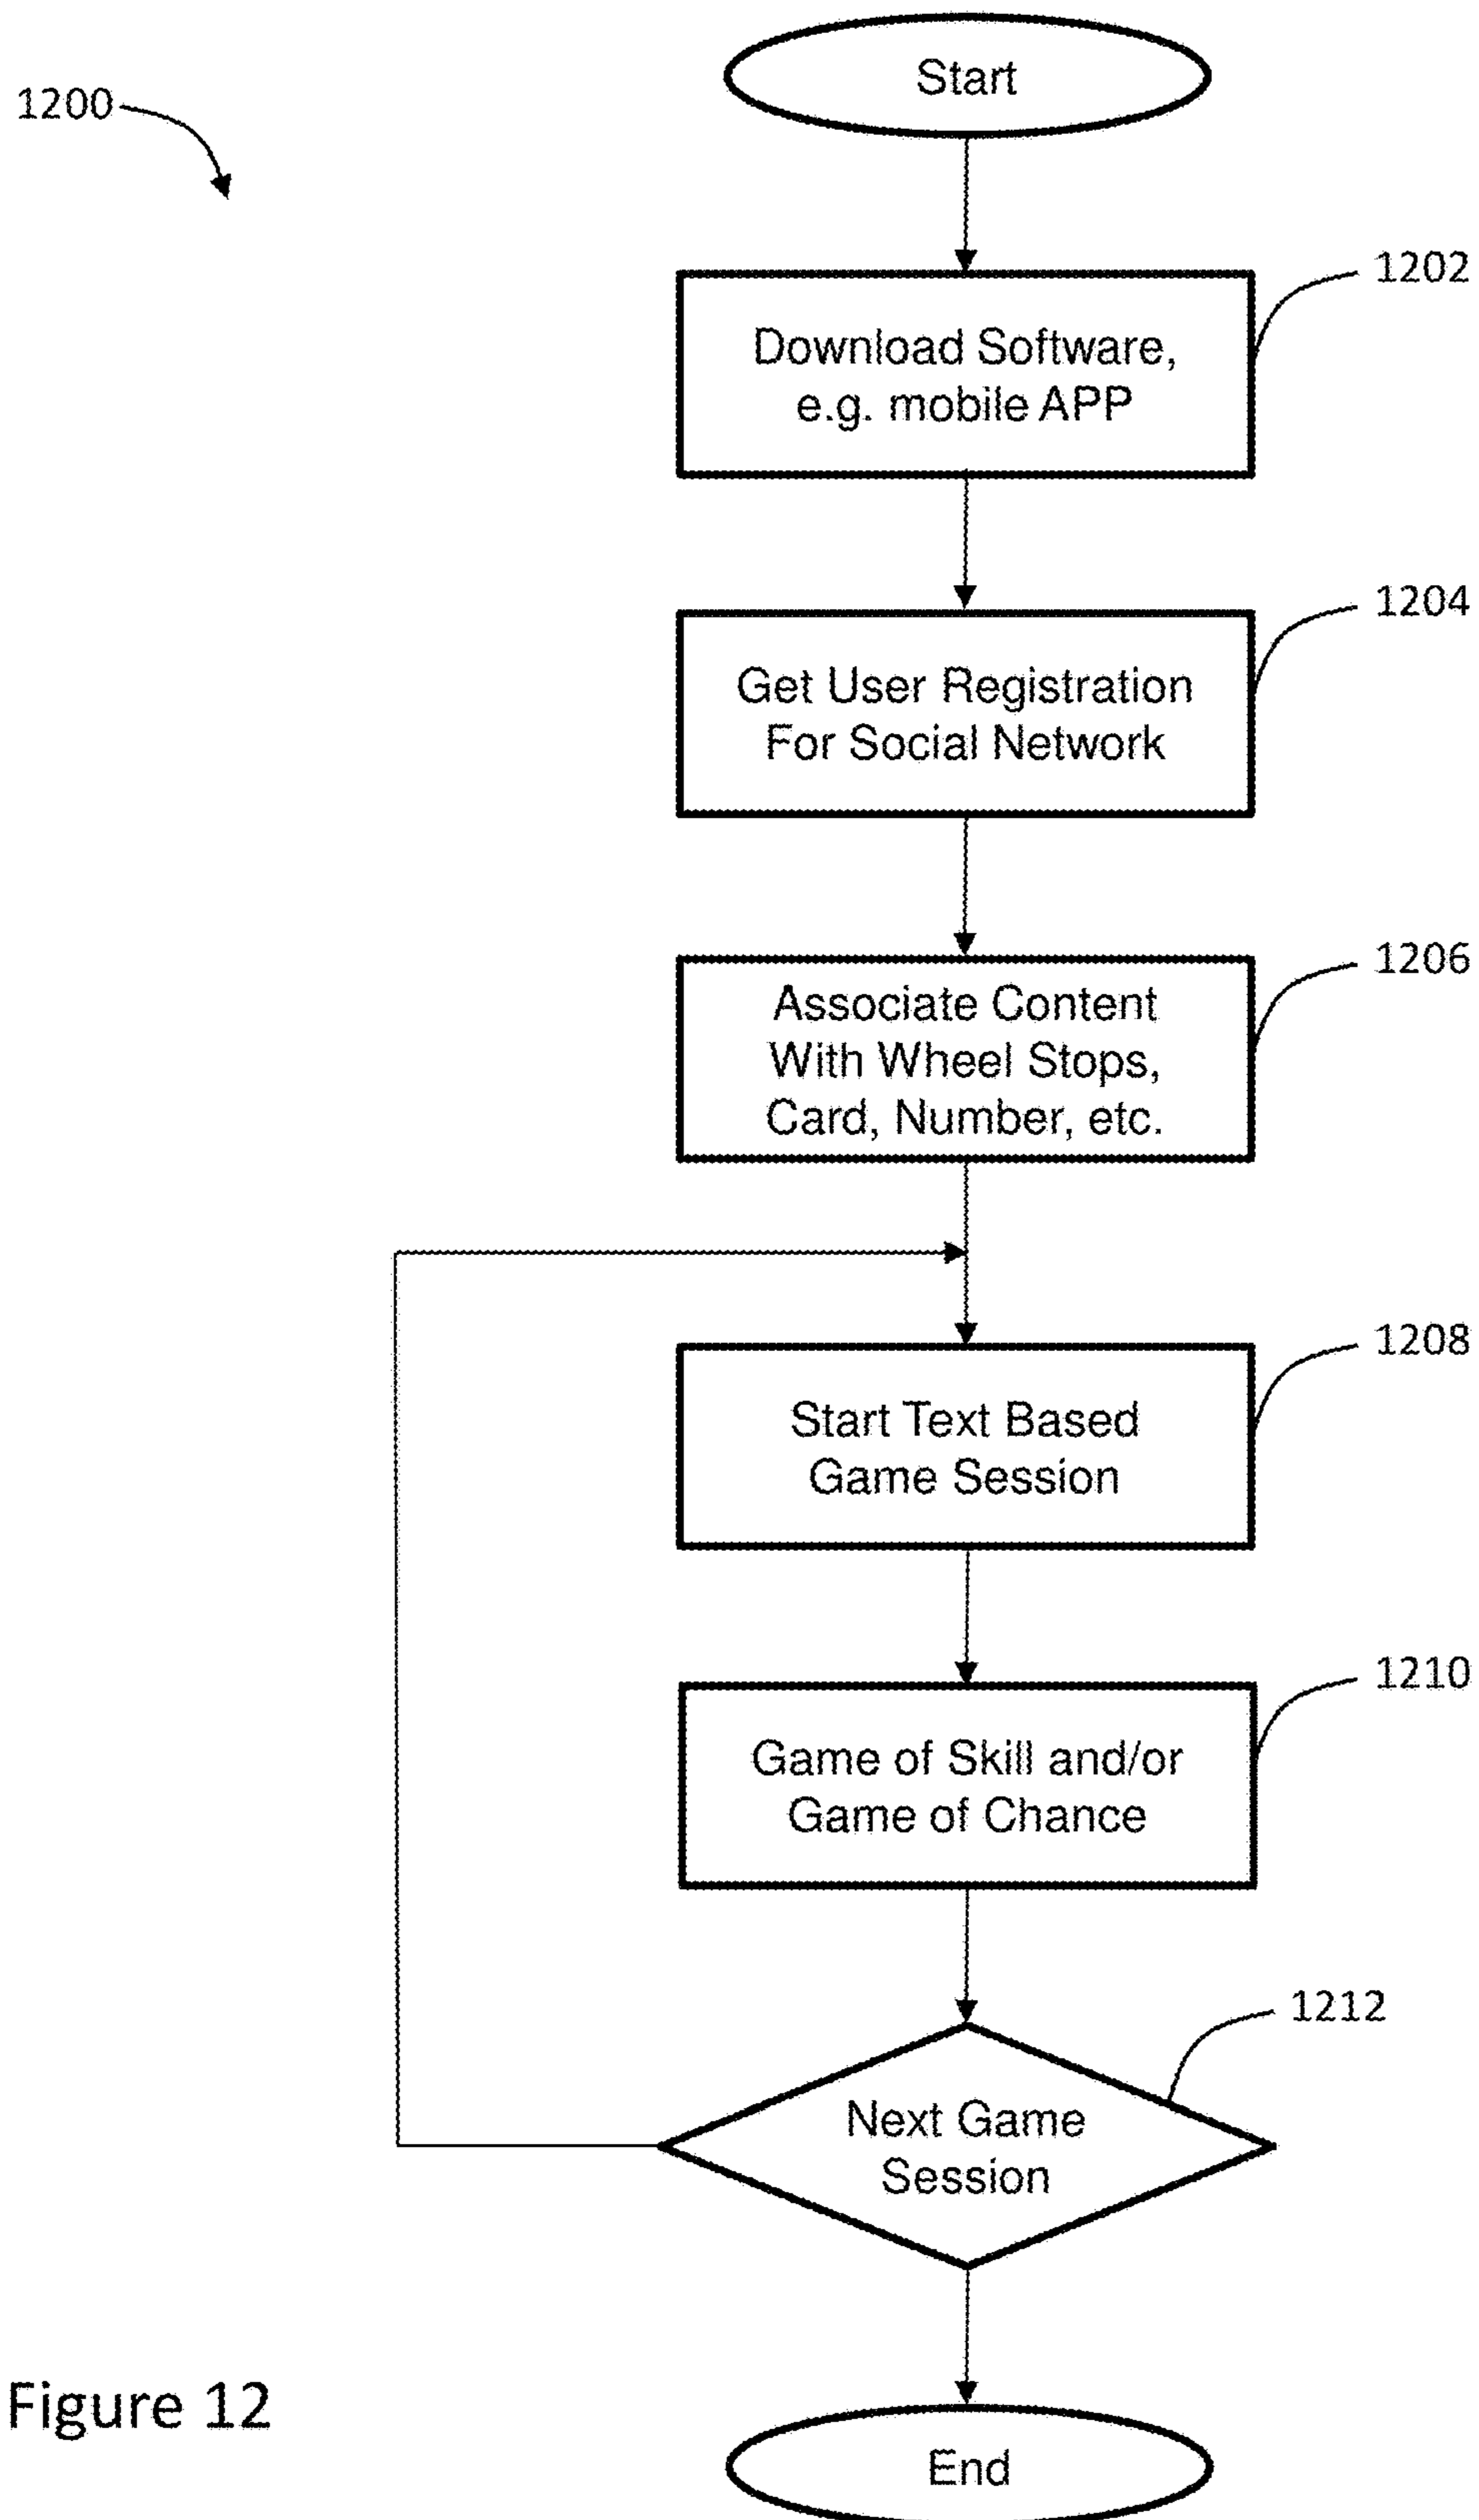 Start
1200
1202
Download Software,
e.g. mobile APP
1204
Get User Registration
For Social Network
1206
Associate Content
With Wheel Stops,
Card, Number, etc.
1208
Start Text Based
Game Session
1210
Game of Skill and/or
Game of Chance
1212
Next Game
Session
Figure 12
End